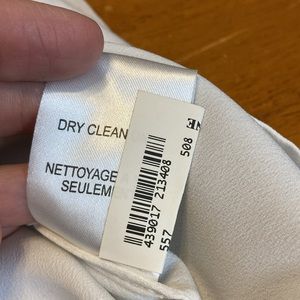 DRY CLEAN
NETTOYAGE
SEULEM
439017 213408 508
557